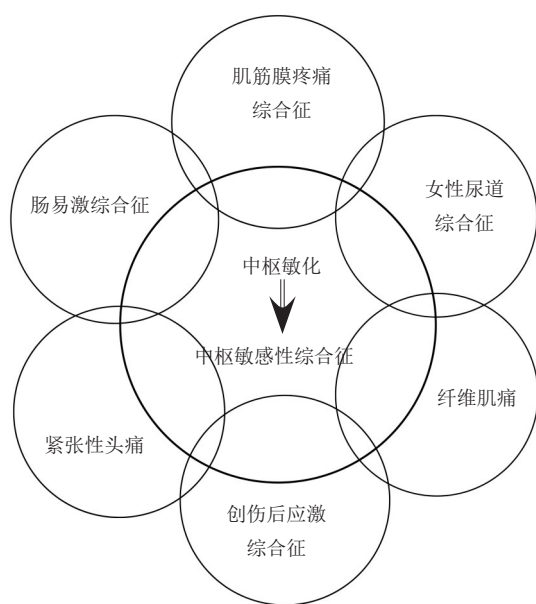 肌筋膜疼痛
综合征
肠易激综合征
女性尿道
综合征
中枢敏化
中枢敏感性综合征
纤维肌痛
紧张性头痛
创伤后应激
综合征